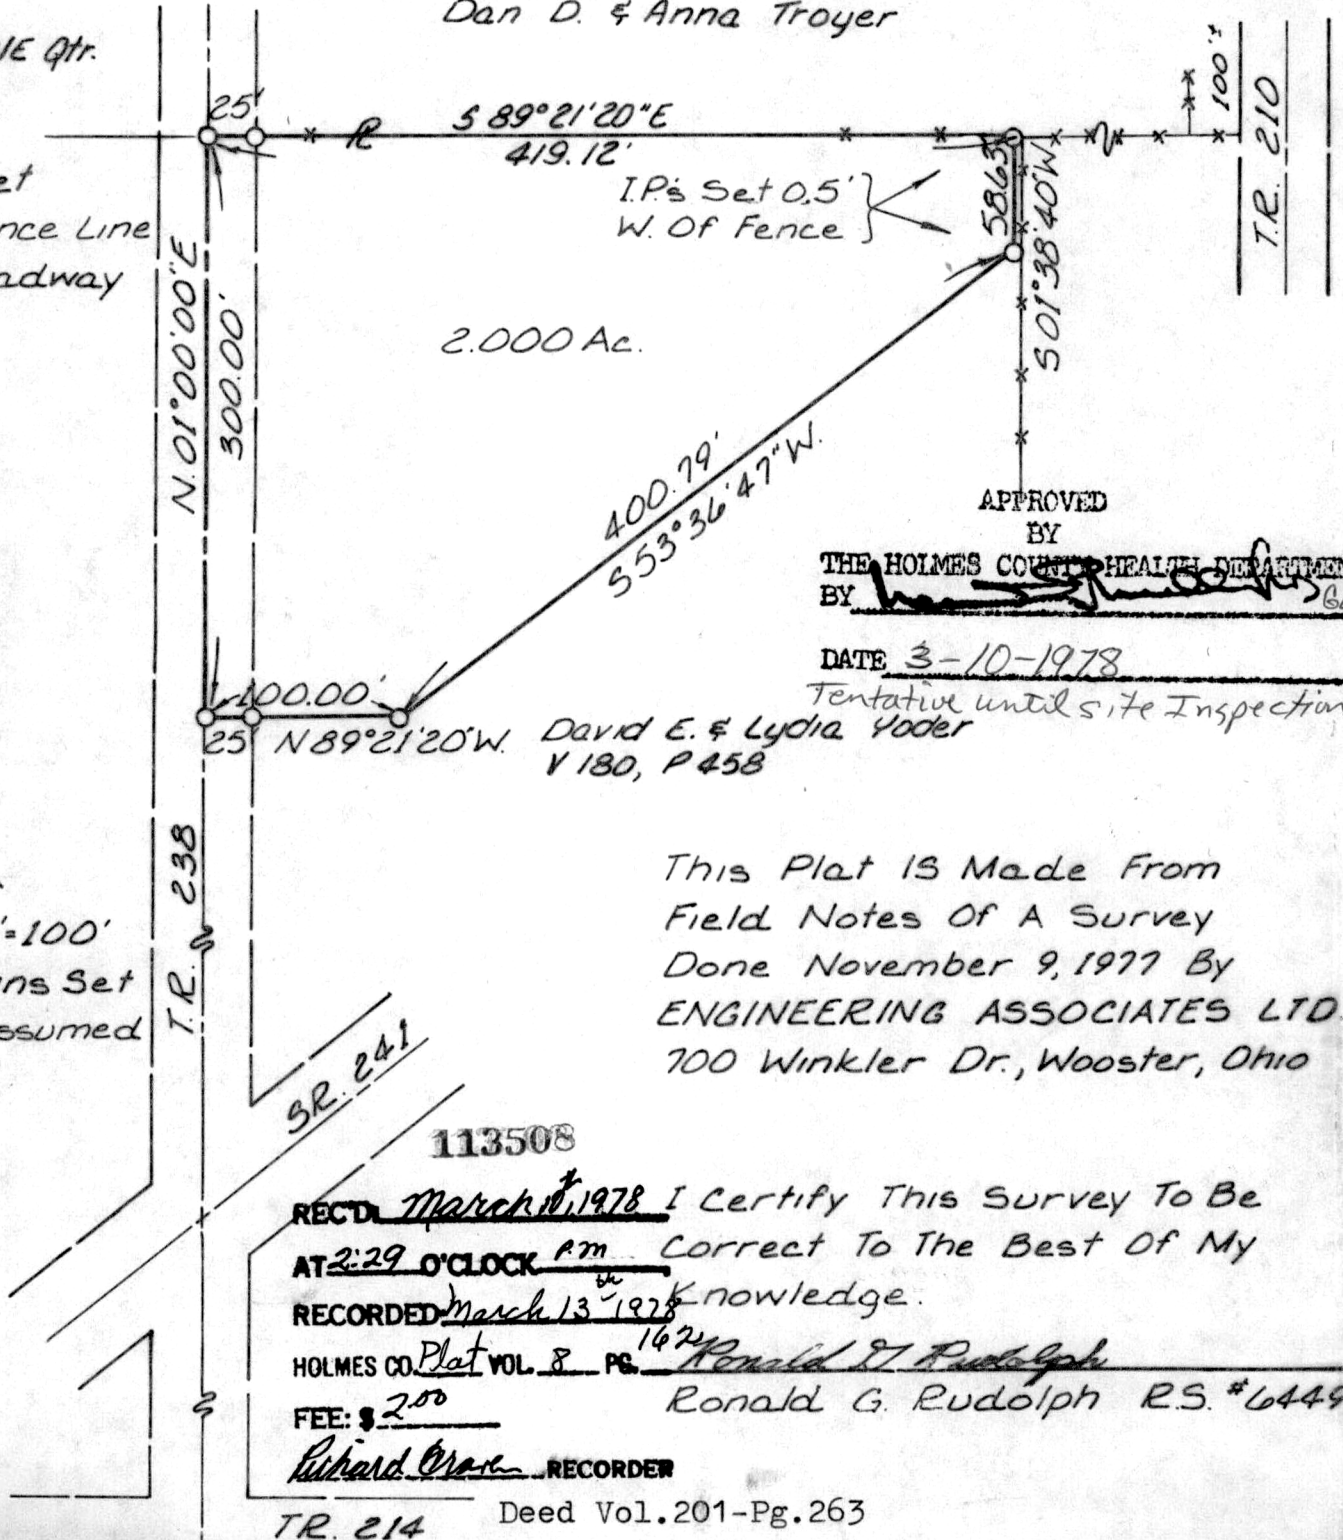 Dan D. & Anna Troyer
Qtr.
25'
S 89°21'20"E
419.12'
100'±
T.R. 210
I.P.'s Set 0.5'
W. Of Fence
58.63'
S 01°38'40"W
Line
N. 01°00'00"E
300.00'
2.000 Ac.
400.79'
S 53°36'47"W.
APPROVED
BY
THE HOLMES COUNTY HEALTH
BY
DATE 3-10-1978
Tentative until site Inspection
100.00'
25' N 89°21'20"W.
David E. & Lydia Yoder
V 180, P 458
T.R. 238
=100'
Set
This Plat IS Made From
Field Notes Of A Survey
Done November 9, 1977 By
ENGINEERING ASSOCIATES LTD.
700 Winkler Dr., Wooster, Ohio
S.R. 241
113508
REC'D. March 10, 1978
AT 2:29 O'CLOCK P.m
RECORDED March 13th 1978
HOLMES CO. Plat VOL. 8 PG. 162
FEE: $ 2.00
Richard Graven RECORDER
I Certify This Survey To Be
Correct To The Best Of My
Knowledge.
Ronald G. Rudolph
Ronald G. Rudolph R.S. #6449
Deed Vol.201-Pg.263
T.R. 214